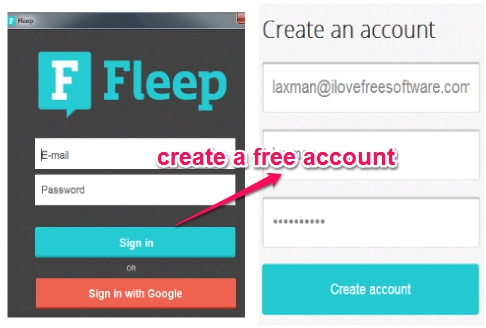 Fleep
F Fleep
E-mail
Password
Sign in
OR
Sign in with Google
create a free account
Create an account
laxman@ilovefreesoftware.com
Create account